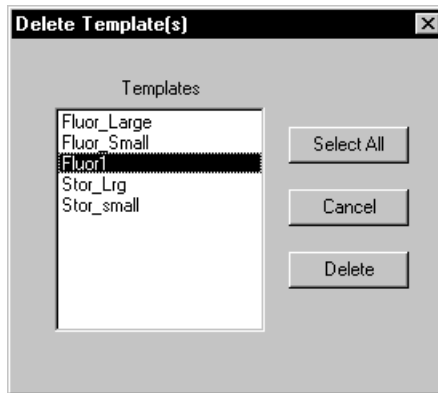 Delete Template(s)
Templates
Fluor_Large
Fluor_Small
Fluor1
Stor_Lrg
Stor_small
Select All
Cancel
Delete